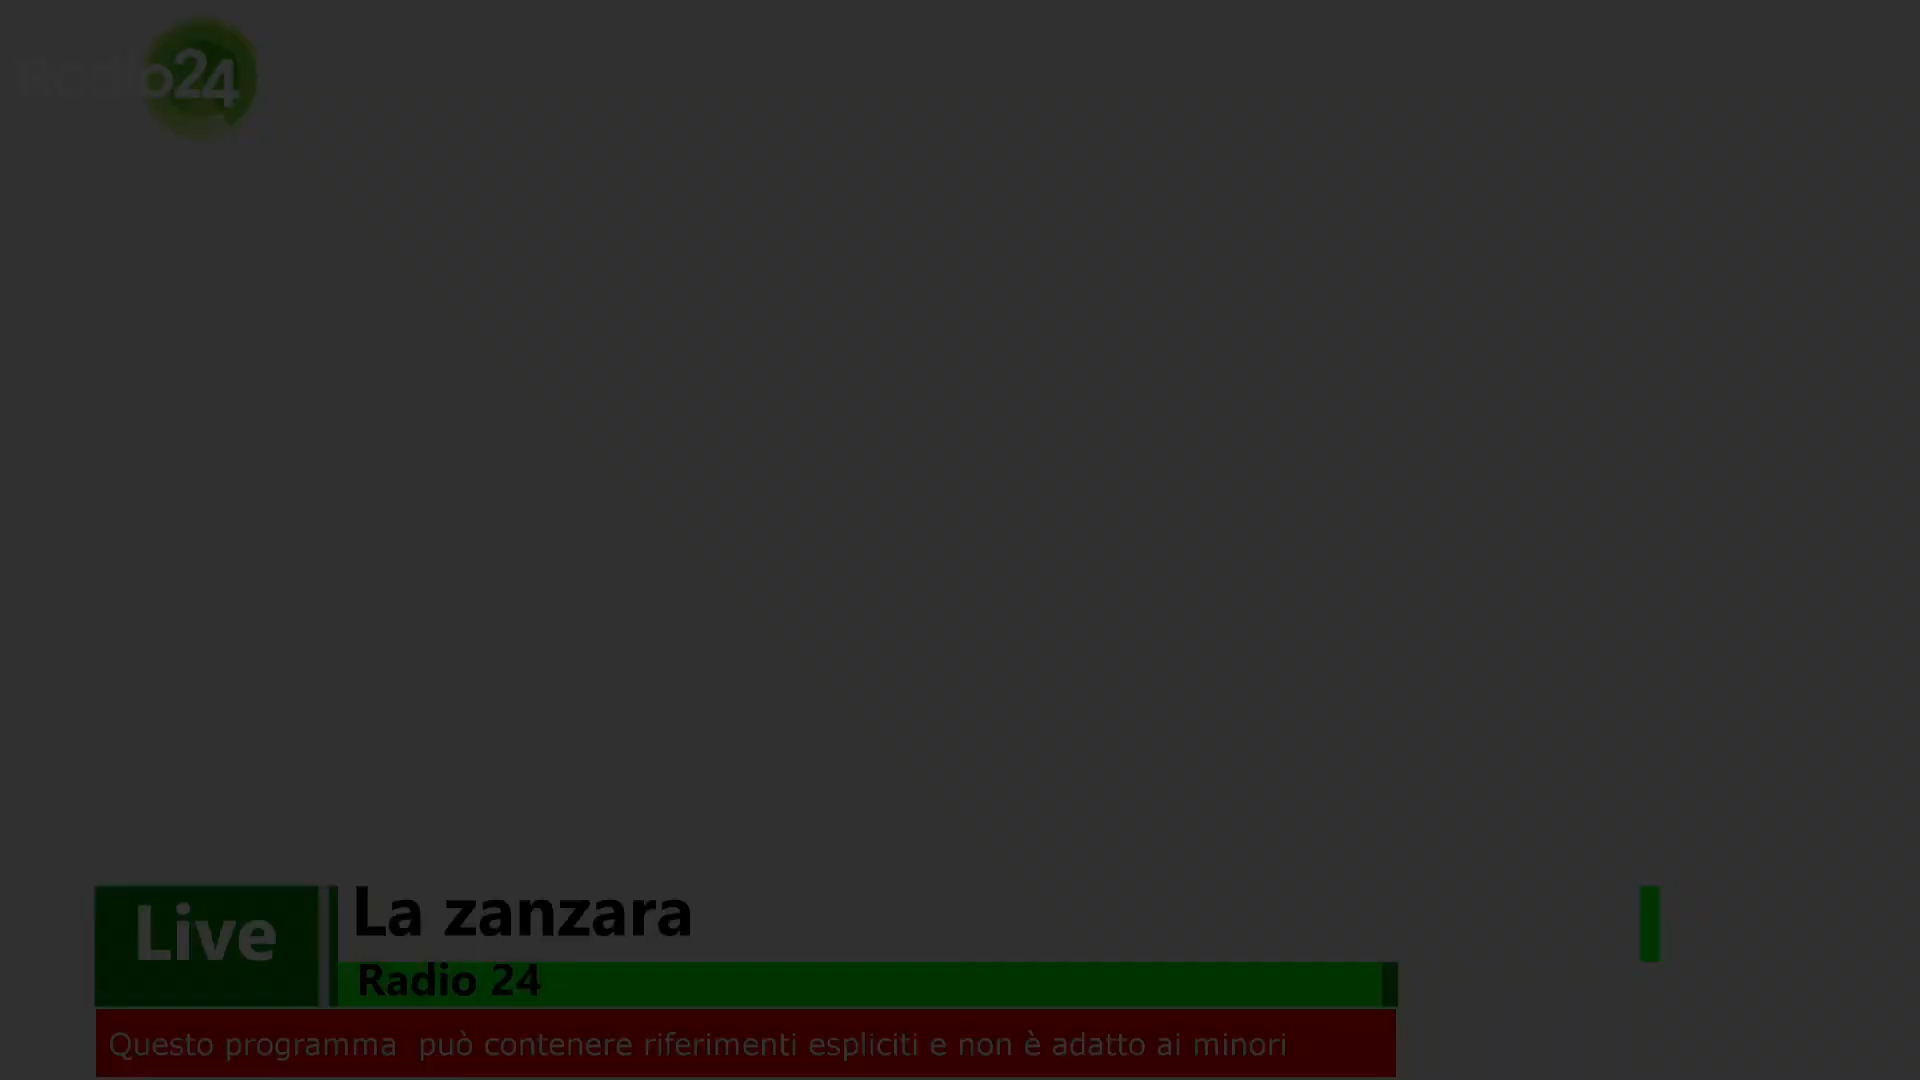 Radio24
La zanzara
Live
Radio 24
Questo programma  può contenere riferimenti espliciti e non è adatto ai minori